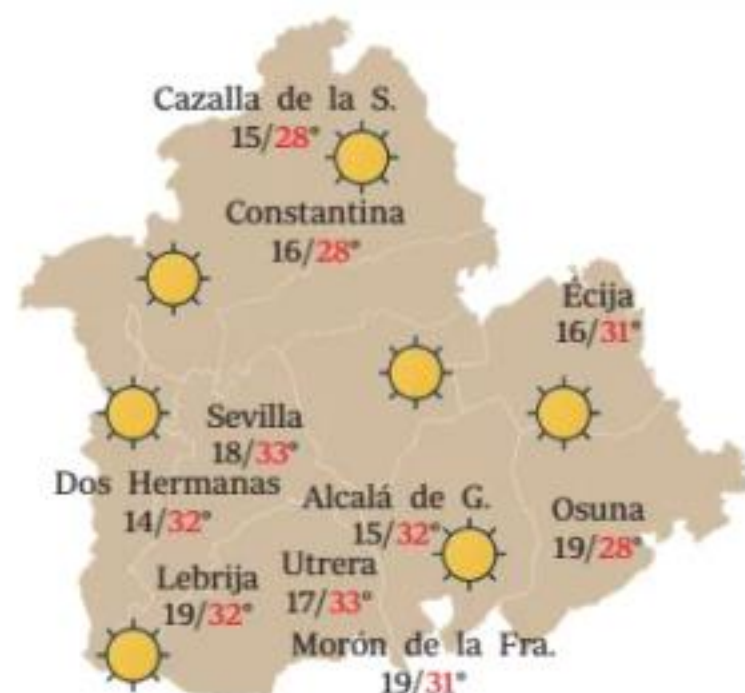 Cazalla de la S.
15/28°
Constantina
16/28°
Écija
16/31°
Sevilla
18/33°
Dos Hermanas
14/32°
Alcalá de G.
15/32°
Osuna
19/28°
Lebrija
19/32°
Utrera
17/33°
Morón de la Fra.
19/31°